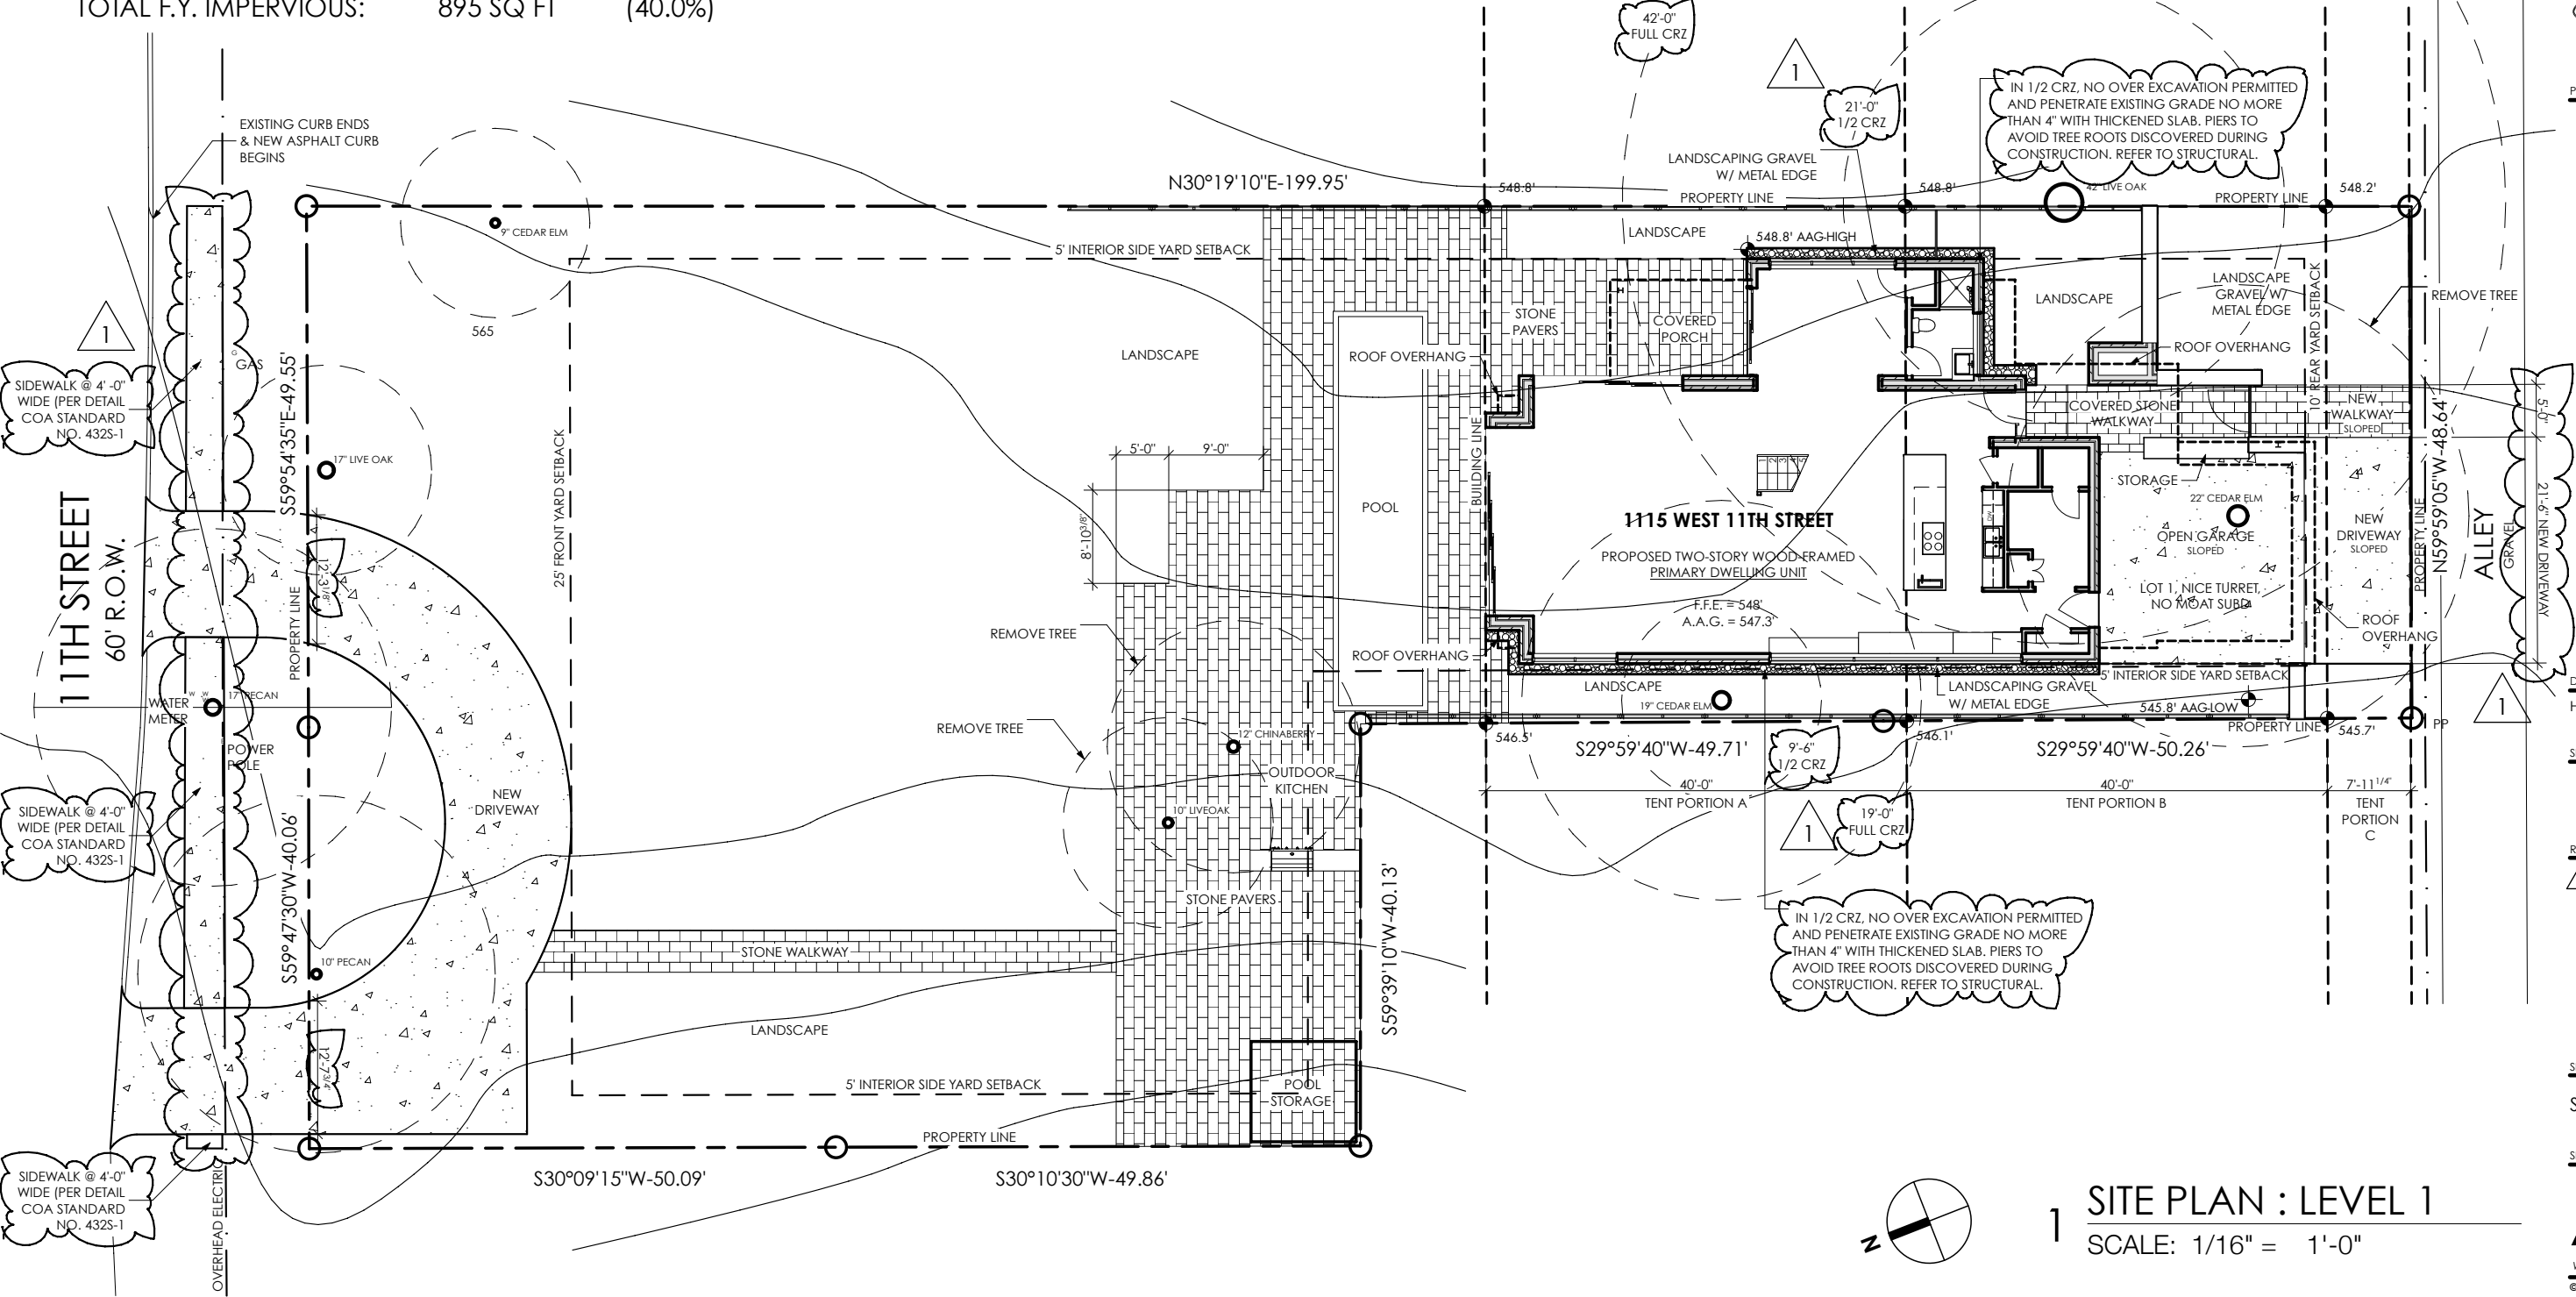 TOTAL F.Y. IMPERVIOUS: 895 SQ FT (40.0%)
42'-0"
FULL CRZ
1
21'-0"
1/2 CRZ
IN 1/2 CRZ, NO OVER EXCAVATION PERMITTED
AND PENETRATE EXISTING GRADE NO MORE
THAN 4" WITH THICKENED SLAB. PIERS TO
AVOID TREE ROOTS DISCOVERED DURING
CONSTRUCTION. REFER TO STRUCTURAL.
EXISTING CURB ENDS
& NEW ASPHALT CURB
BEGINS
LANDSCAPING GRAVEL
W/ METAL EDGE
N30°19'10"E-199.95'
548.8'
PROPERTY LINE
548.8'
42" LIVE OAK
PROPERTY LINE
548.2'
9" CEDAR ELM
5' INTERIOR SIDE YARD SETBACK
LANDSCAPE
548.8' AAG-HIGH
565
LANDSCAPE
GRAVEL W/
METAL EDGE
LANDSCAPE
10' REAR YARD SETBACK
REMOVE TREE
1
GAS
STONE
PAVERS
COVERED
PORCH
LANDSCAPE
ROOF OVERHANG
ROOF OVERHANG
SIDEWALK @ 4' -0"
WIDE (PER DETAIL
COA STANDARD
NO. 432S-1
S59°54'35"E-49.55'
COVERED STONE
WALKWAY
NEW
WALKWAY
SLOPED
5'-0"
17" LIVE OAK
25' FRONT YARD SETBACK
5'-0"
9'-0"
8'-10 3/8"
BUILDING LINE
POOL
STORAGE
22" CEDAR ELM
OPEN GARAGE
SLOPED
NEW
DRIVEWAY
SLOPED
PROPERTY LINE
N59°59'05"W-48.64'
ALLEY
GRAVEL
21'-6" NEW DRIVEWAY
11TH STREET
60' R.O.W.
1115 WEST 11TH STREET
PROPOSED TWO-STORY WOOD-FRAMED
PRIMARY DWELLING UNIT
F.F.E. = 548'
A.A.G. = 547.3'
LOT 1, NICE TURRET,
NO MOAT SUBD.
ROOF
OVERHANG
PROPERTY LINE
12'-3 1/8"
REMOVE TREE
ROOF OVERHANG
5' INTERIOR SIDE YARD SETBACK
LANDSCAPE
19" CEDAR ELM
LANDSCAPING GRAVEL
W/ METAL EDGE
545.8' AAG-LOW
PROPERTY LINE
545.7'
PP
1
WATER
METER
17" PECAN
POWER
POLE
REMOVE TREE
12" CHINABERRY
546.5'
S29°59'40"W-49.71'
9'-6"
1/2 CRZ
546.1'
S29°59'40"W-50.26'
OUTDOOR
KITCHEN
40'-0"
TENT PORTION A
40'-0"
TENT PORTION B
7'-11 1/4"
TENT
PORTION
C
NEW
DRIVEWAY
10" LIVEOAK
SIDEWALK @ 4'-0"
WIDE (PER DETAIL
COA STANDARD
NO. 432S-1
S59°47'30"W-40.06'
1
19'-0"
FULL CRZ
STONE PAVERS
S59°39'10"W-40.13'
IN 1/2 CRZ, NO OVER EXCAVATION PERMITTED
AND PENETRATE EXISTING GRADE NO MORE
THAN 4" WITH THICKENED SLAB. PIERS TO
AVOID TREE ROOTS DISCOVERED DURING
CONSTRUCTION. REFER TO STRUCTURAL.
STONE WALKWAY
10" PECAN
LANDSCAPE
12'-7 3/4"
5' INTERIOR SIDE YARD SETBACK
POOL
STORAGE
PROPERTY LINE
S30°09'15"W-50.09'
S30°10'30"W-49.86'
SIDEWALK @ 4'-0"
WIDE (PER DETAIL
COA STANDARD
NO. 432S-1
OVERHEAD ELECTRIC
N
1
SITE PLAN : LEVEL 1
SCALE: 1/16" = 1'-0"